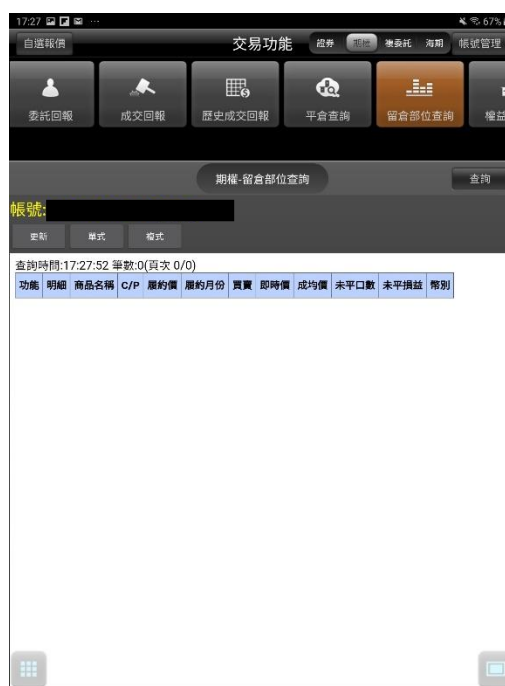 17:27 67%
自選報價 交易功能 證券 期權 複委託 海期 帳號管理
委託回報 成交回報 歷史成交回報 平倉查詢 留倉部位查詢 權益
期權-留倉部位查詢 查詢
帳號:
更新 單式 複式
查詢時間:17:27:52 筆數:0(頁次 0/0)
功能 明細 商品名稱 C/P 履約價 履約月份 買賣 即時價 成均價 未平口數 未平損益 幣別